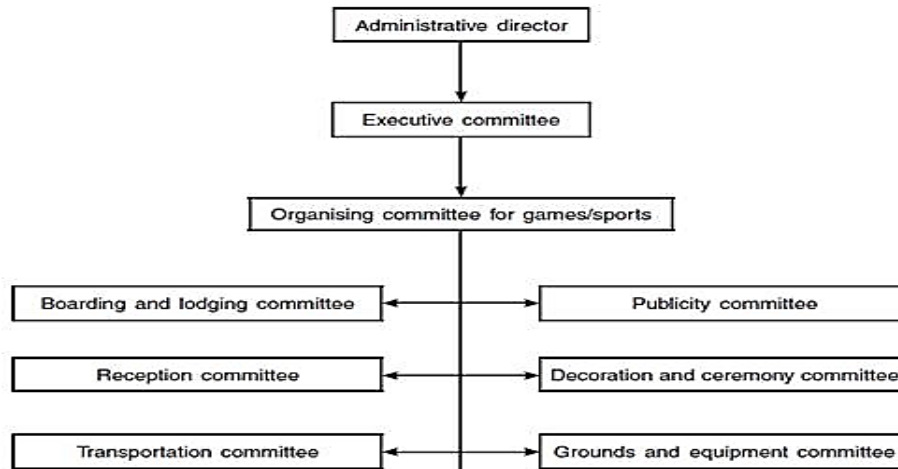 Administrative director
Executive committee
Organising committee for games/sports
Boarding and lodging committee
Publicity committee
Reception committee
Decoration and ceremony committee
Transportation committee
Grounds and equipment committee